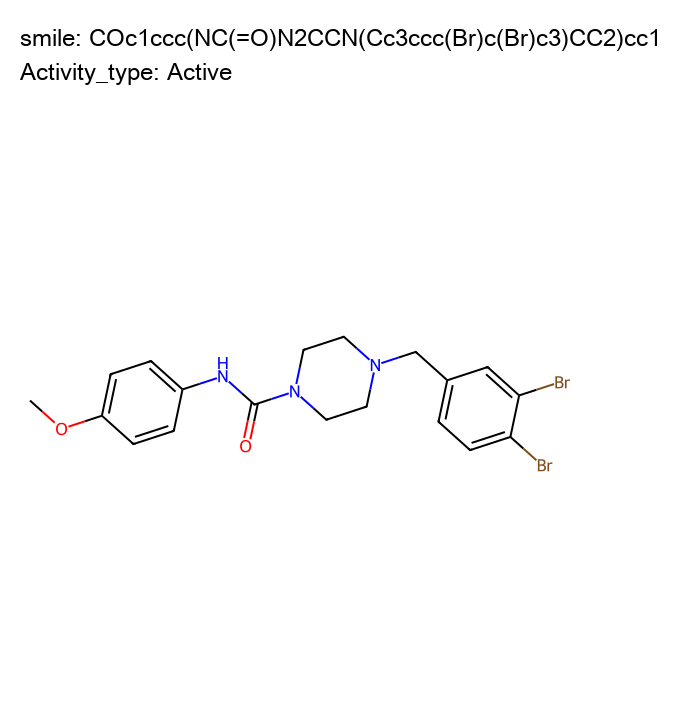 smile: COc1ccc(NC(=O)N2CCN(Cc3ccc(Br)c(Br)c3)CC2)cc1
Activity_type: Active
H
N
O
O
N
N
Br
Br